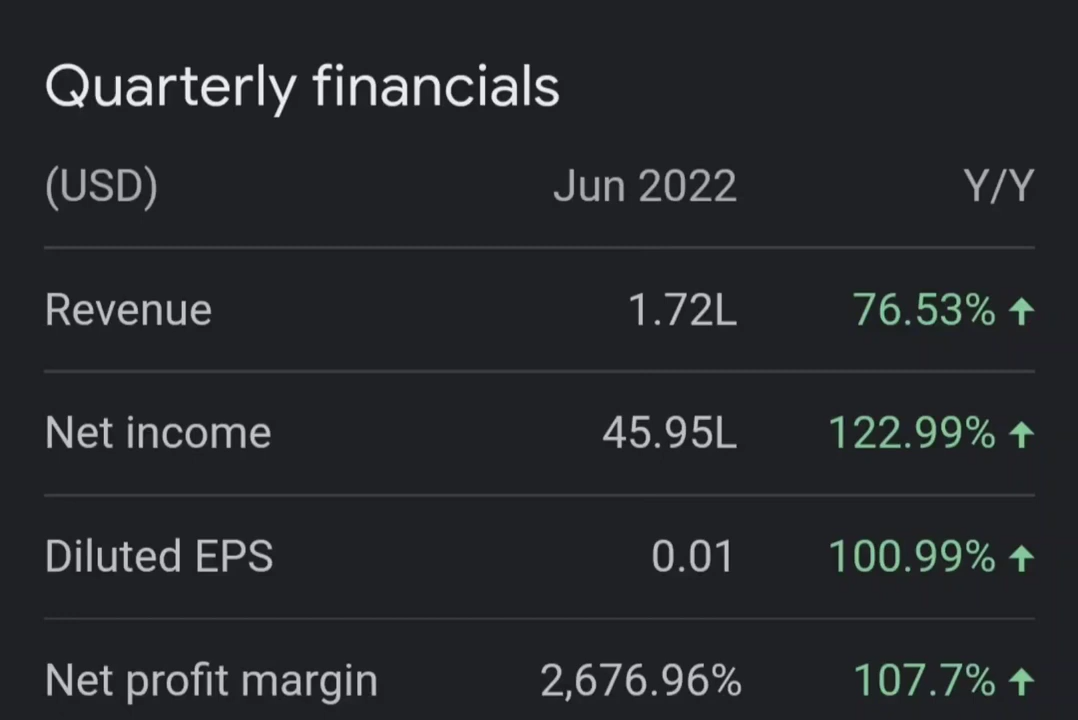 Quarterly financials
(USD) Jun 2022 Y/Y
Revenue 1.72L 76.53% ↑
Net income 45.95L 122.99% ↑
Diluted EPS 0.01 100.99% ↑
Net profit margin 2,676.96% 107.7% ↑